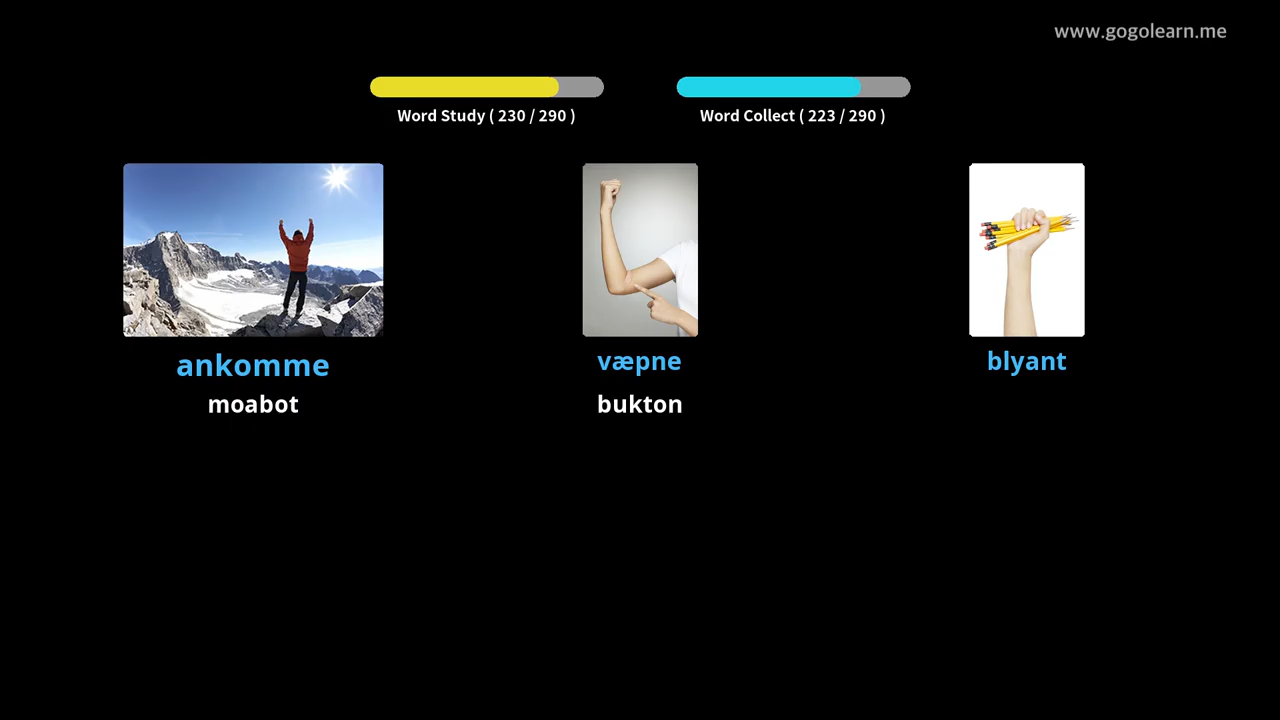 www.gogolearn.me
Word Study ( 230 / 290 )
Word Collect ( 223 / 290 )
ankomme
væpne
blyant
moabot
bukton